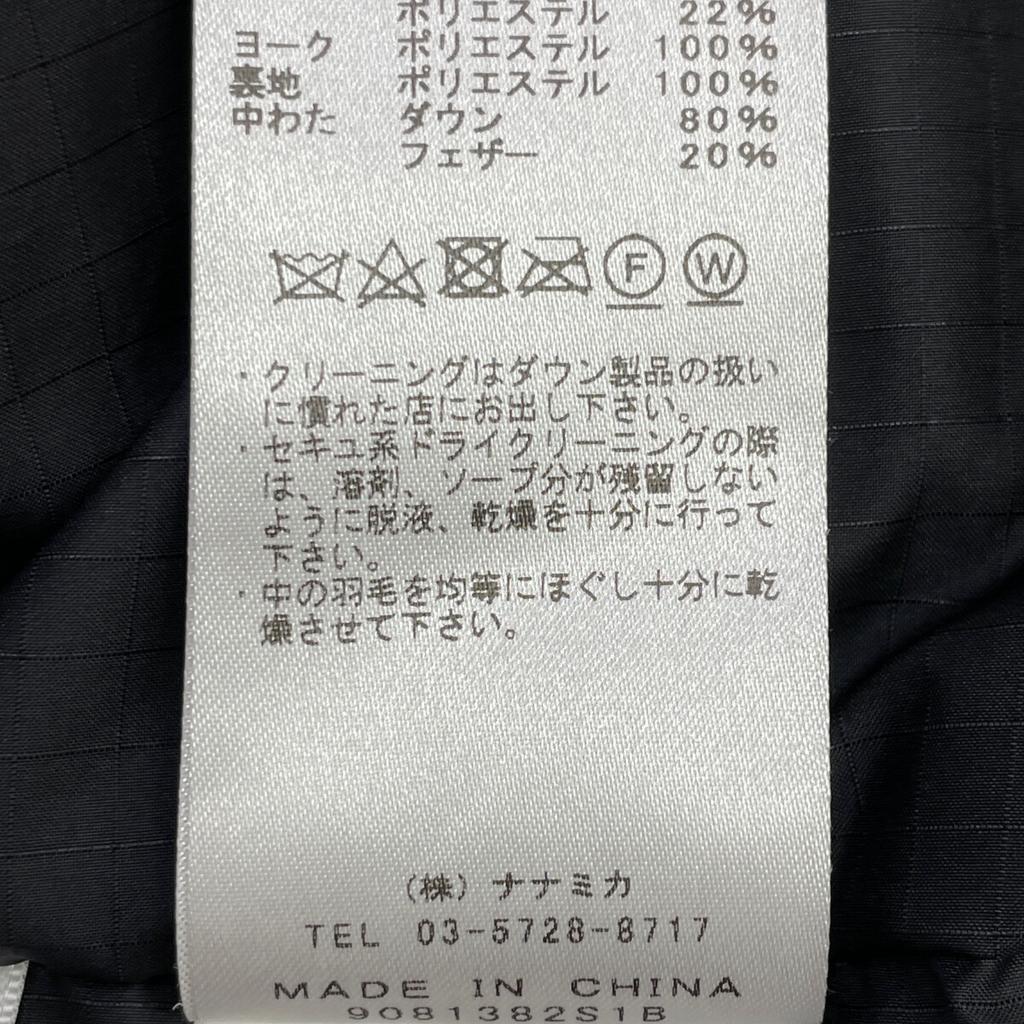 ポリエステル 22%
ヨーク ポリエステル 100%
裏地 ポリエステル 100%
中わた ダウン 80%
フェザー 20%
F W
・クリーニングはダウン製品の扱い
に慣れた店にお出し下さい。
・セキユ系ドライクリーニングの際
は、溶剤、ソープ分が残留しない
ように脱液、乾燥を十分に行って
下さい。
・中の羽毛を均等にほぐし十分に乾
燥させて下さい。
(株)ナナミカ
TEL 03-5728-8717
MADE IN CHINA
9081382S1B